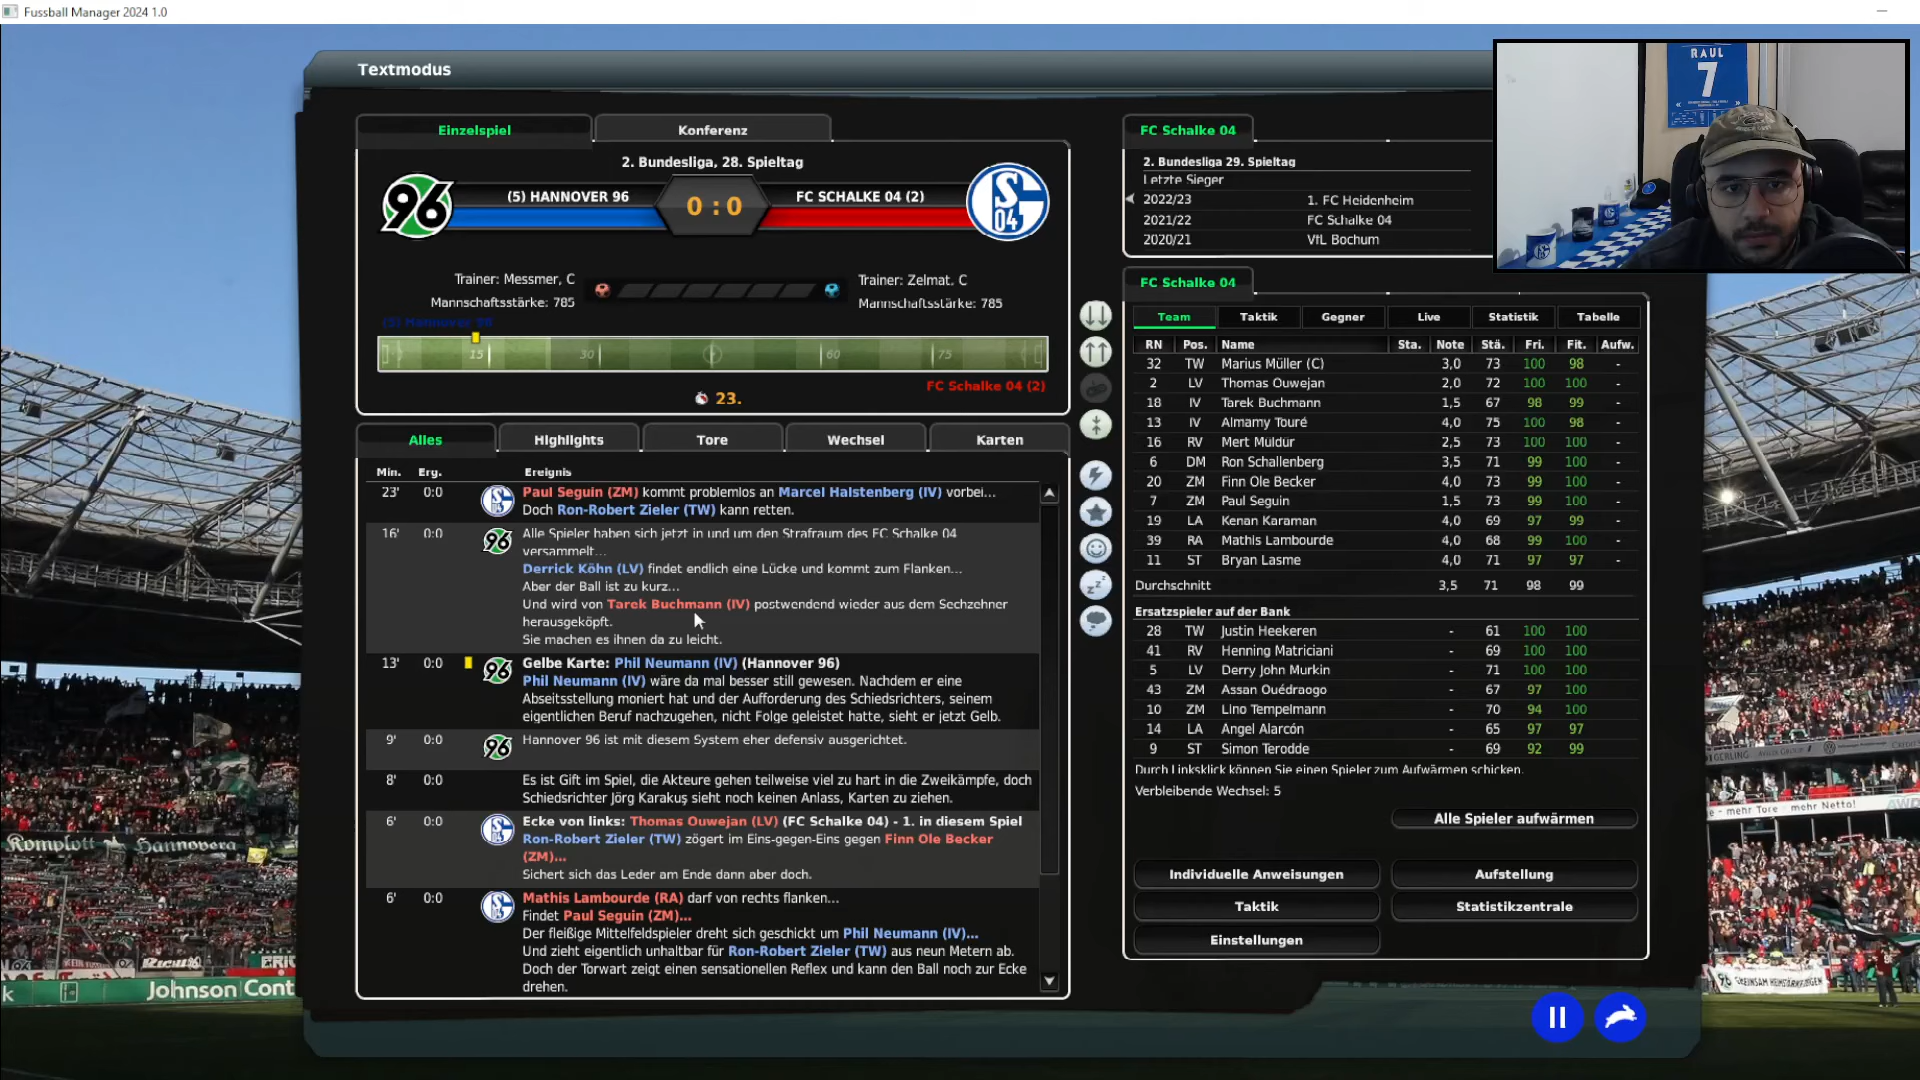 Fussball Manager 2024 1.0
Textmodus
Einzelspiel
Konferenz
2. Bundesliga, 28. Spieltag
96
(5) HANNOVER 96
0 : 0
FC SCHALKE 04 (2)
S 04
Trainer: Messmer, C
Mannschaftsstärke: 785
Trainer: Zelmat, C
Mannschaftsstärke: 785
(5) Hannover 96
15 30 60 75
FC Schalke 04 (2)
23.
Alles Highlights Tore Wechsel Karten
Min. Erg. Ereignis
23' 0:0 Paul Seguin (ZM) kommt problemlos an Marcel Halstenberg (IV) vorbei...
Doch Ron-Robert Zieler (TW) kann retten.
16' 0:0 Alle Spieler haben sich jetzt in und um den Strafraum des FC Schalke 04
versammelt...
Derrick Köhn (LV) findet endlich eine Lücke und kommt zum Flanken...
Aber der Ball ist zu kurz...
Und wird von Tarek Buchmann (IV) postwendend wieder aus dem Sechzehner
herausgeköpft.
Sie machen es ihnen da zu leicht.
13' 0:0 Gelbe Karte: Phil Neumann (IV) (Hannover 96)
Phil Neumann (IV) wäre da mal besser still gewesen. Nachdem er eine
Abseitsstellung moniert hat und der Aufforderung des Schiedsrichters, seinem
eigentlichen Beruf nachzugehen, nicht Folge geleistet hatte, sieht er jetzt Gelb.
9' 0:0 Hannover 96 ist mit diesem System eher defensiv ausgerichtet.
8' 0:0 Es ist Gift im Spiel, die Akteure gehen teilweise viel zu hart in die Zweikämpfe, doch
Schiedsrichter Jörg Karakuş sieht noch keinen Anlass, Karten zu ziehen.
6' 0:0 Ecke von links: Thomas Ouwejan (LV) (FC Schalke 04) - 1. in diesem Spiel
Ron-Robert Zieler (TW) zögert im Eins-gegen-Eins gegen Finn Ole Becker
(ZM)...
Sichert sich das Leder am Ende dann aber doch.
6' 0:0 Mathis Lambourde (RA) darf von rechts flanken...
Findet Paul Seguin (ZM)...
Der fleißige Mittelfeldspieler dreht sich geschickt um Phil Neumann (IV)...
Und zieht eigentlich unhaltbar für Ron-Robert Zieler (TW) aus neun Metern ab.
Doch der Torwart zeigt einen sensationellen Reflex und kann den Ball noch zur Ecke
drehen.
FC Schalke 04
2. Bundesliga 29. Spieltag
Letzte Sieger
2022/23 1. FC Heidenheim
2021/22 FC Schalke 04
2020/21 VfL Bochum
RAUL
7
FC Schalke 04
Team Taktik Gegner Live Statistik Tabelle
RN Pos. Name Sta. Note Stä. Fri. Fit. Aufw.
32 TW Marius Müller (C) 3,0 73 100 98 -
2 LV Thomas Ouwejan 2,0 72 100 100 -
18 IV Tarek Buchmann 1,5 67 98 99 -
13 IV Almamy Touré 4,0 75 100 98 -
16 RV Mert Müldür 2,5 73 100 100 -
6 DM Ron Schallenberg 3,5 71 99 100 -
20 ZM Finn Ole Becker 4,0 73 99 100 -
7 ZM Paul Seguin 1,5 73 99 100 -
19 LA Kenan Karaman 4,0 69 97 99 -
39 RA Mathis Lambourde 4,0 68 99 100 -
11 ST Bryan Lasme 4,0 71 97 97 -
Durchschnitt 3,5 71 98 99
Ersatzspieler auf der Bank
28 TW Justin Heekeren - 61 100 100 -
41 RV Henning Matriciani - 69 100 100 -
5 LV Derry John Murkin - 71 100 100 -
43 ZM Assan Ouédraogo - 67 97 100 -
10 ZM Lino Tempelmann - 70 94 100 -
14 LA Angel Alarcón - 65 97 97 -
9 ST Simon Terodde - 69 92 99 -
Durch Linksklick können Sie einen Spieler zum Aufwärmen schicken.
Verbleibende Wechsel: 5
Alle Spieler aufwärmen
Individuelle Anweisungen
Aufstellung
Taktik
Statistikzentrale
Einstellungen
Komplott Hannover
Johnson Cont
mehr Tore – mehr Netto!